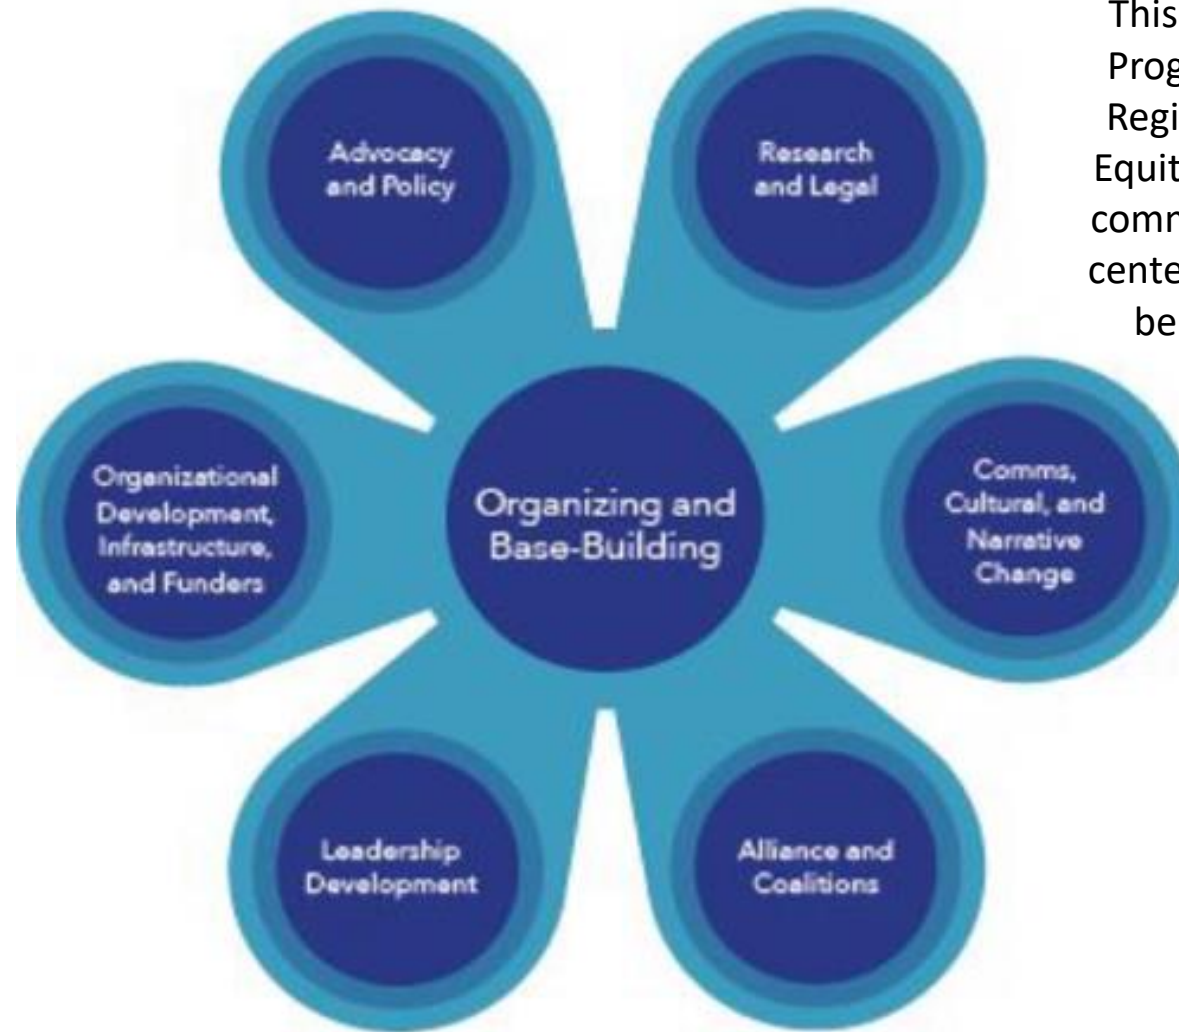 This
Prog
Regi
Equit
comm
cente
be
Advocacy
and Policy
Research
and Legal
Organizational
Development,
Infrastructure,
and Funders
Organizing and
Base-Building
Comms,
Cultural, and
Narrative
Change
Leadership
Development
Alliance and
Coalitions